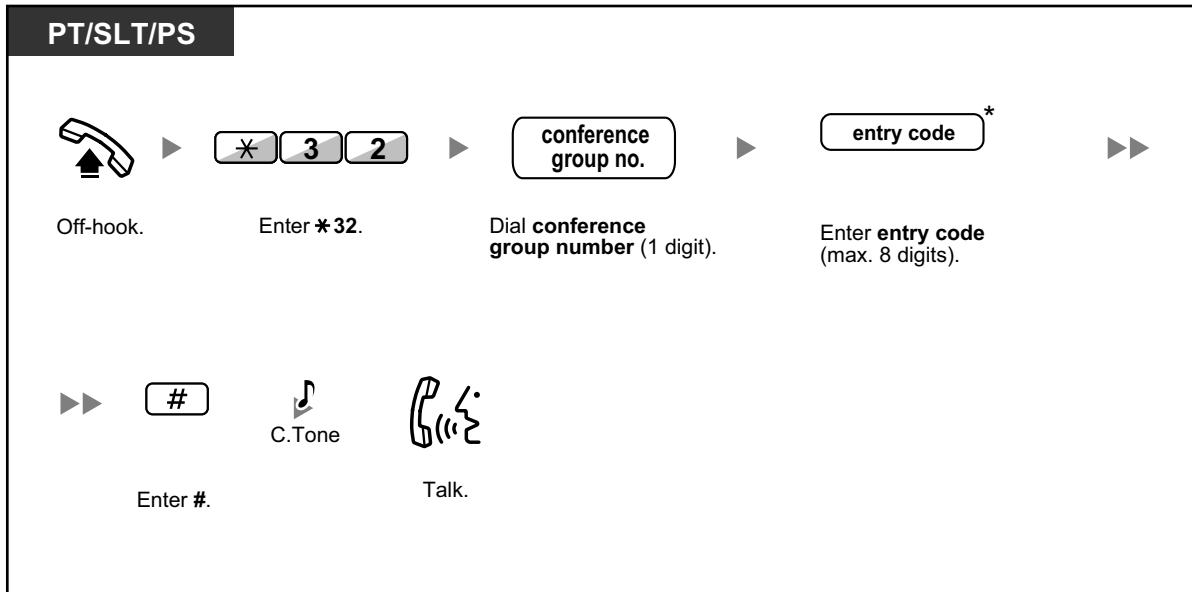 PT/SLT/PS
* 3 2
conference
group no.
entry code*
Off-hook.
Enter *32.
Dial conference
group number (1 digit).
Enter entry code
(max. 8 digits).
#
C.Tone
Enter #.
Talk.